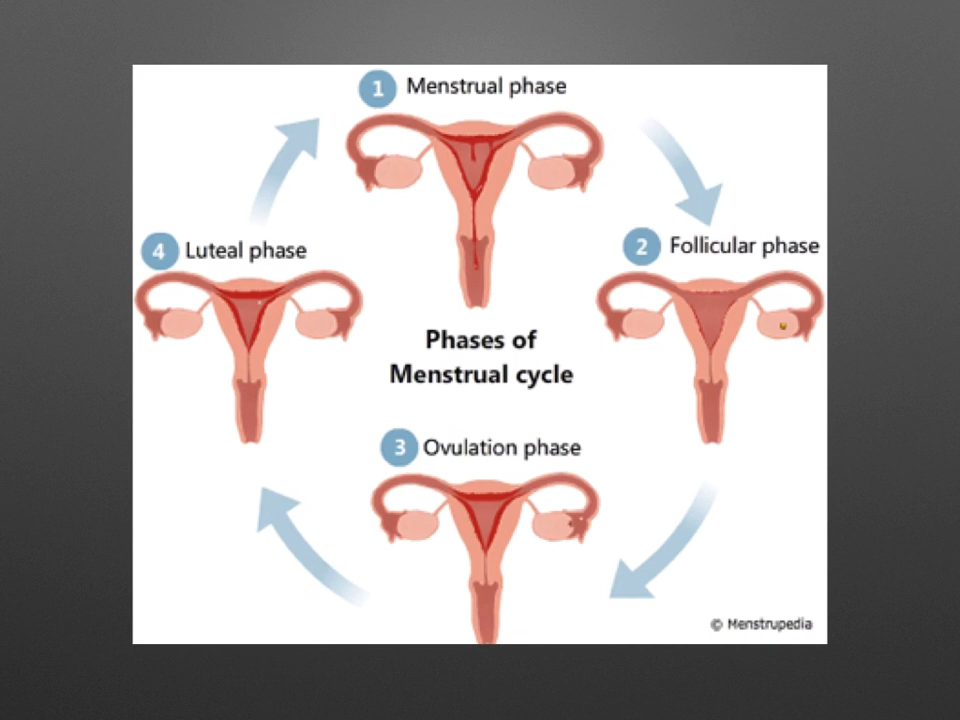 1 Menstrual phase
2 Follicular phase
4 Luteal phase
Phases of
Menstrual cycle
3 Ovulation phase
© Menstrupedia